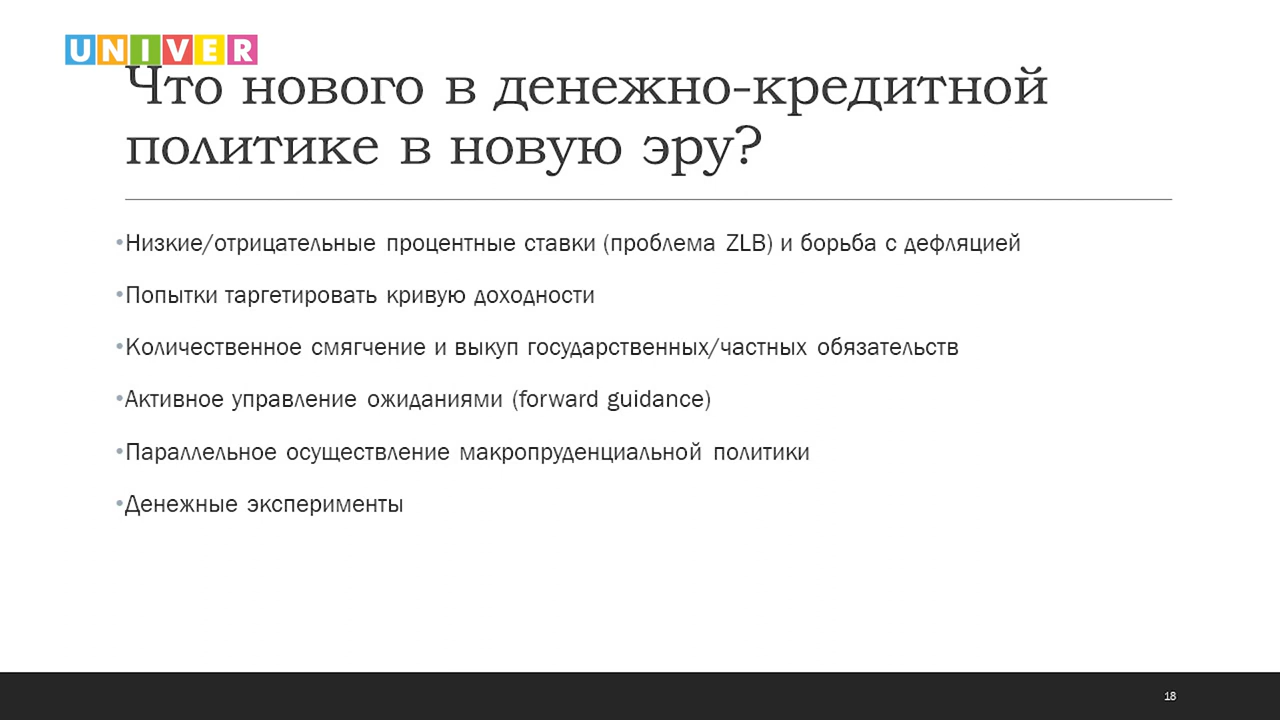 UNIVER
Что нового в денежно-кредитной
политике в новую эру?
•Низкие/отрицательные процентные ставки (проблема ZLB) и борьба с дефляцией
•Попытки таргетировать кривую доходности
•Количественное смягчение и выкуп государственных/частных обязательств
•Активное управление ожиданиями (forward guidance)
•Параллельное осуществление макропруденциальной политики
•Денежные эксперименты
18